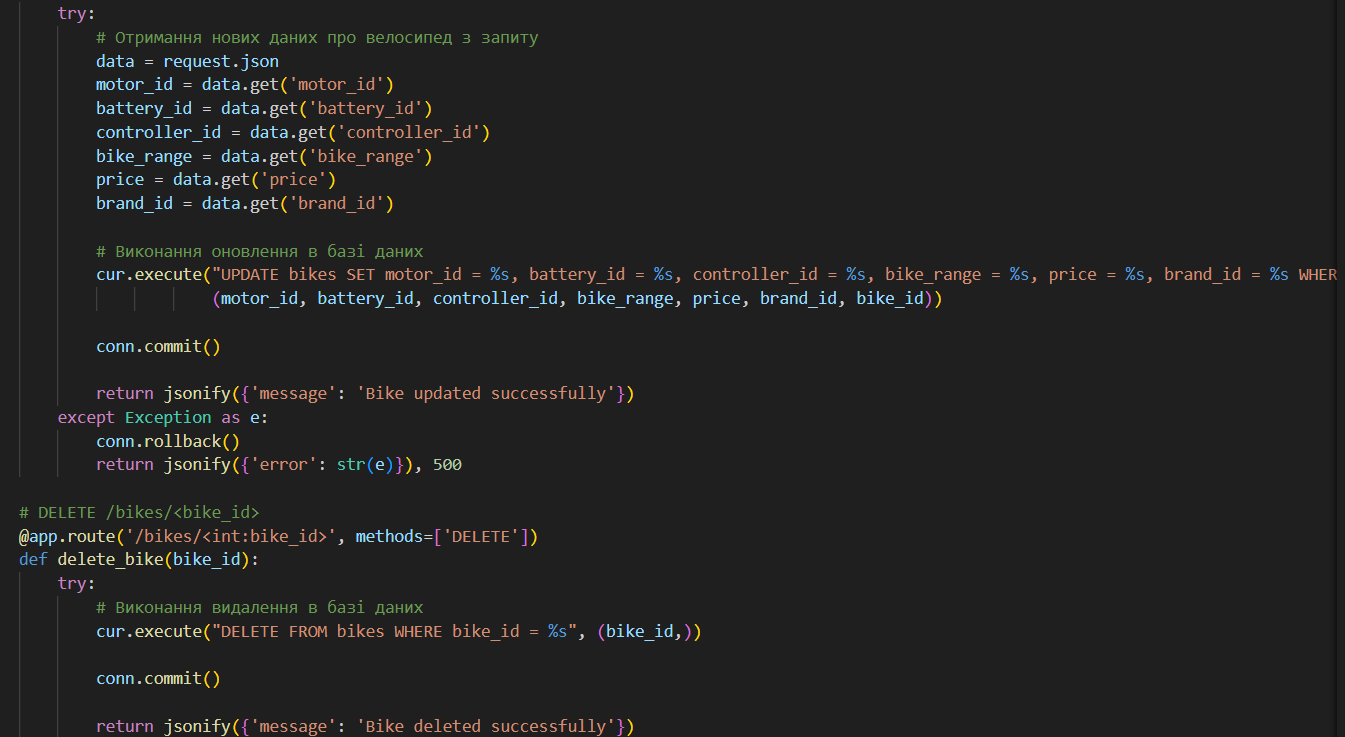 try:
# Отримання нових даних про велосипед з запиту
data = request.json
motor_id = data.get('motor_id')
battery_id = data.get('battery_id')
controller_id = data.get('controller_id')
bike_range = data.get('bike_range')
price = data.get('price')
brand_id = data.get('brand_id')
# Виконання оновлення в базі даних
cur.execute("UPDATE bikes SET motor_id = %s, battery_id = %s, controller_id = %s, bike_range = %s, price = %s, brand_id = %s WHER
(motor_id, battery_id, controller_id, bike_range, price, brand_id, bike_id))
conn.commit()
return jsonify({'message': 'Bike updated successfully'})
except Exception as e:
conn.rollback()
return jsonify({'error': str(e)}), 500
# DELETE /bikes/<bike_id>
@app.route('/bikes/<int:bike_id>', methods=['DELETE'])
def delete_bike(bike_id):
try:
# Виконання видалення в базі даних
cur.execute("DELETE FROM bikes WHERE bike_id = %s", (bike_id,))
conn.commit()
return jsonify({'message': 'Bike deleted successfully'})